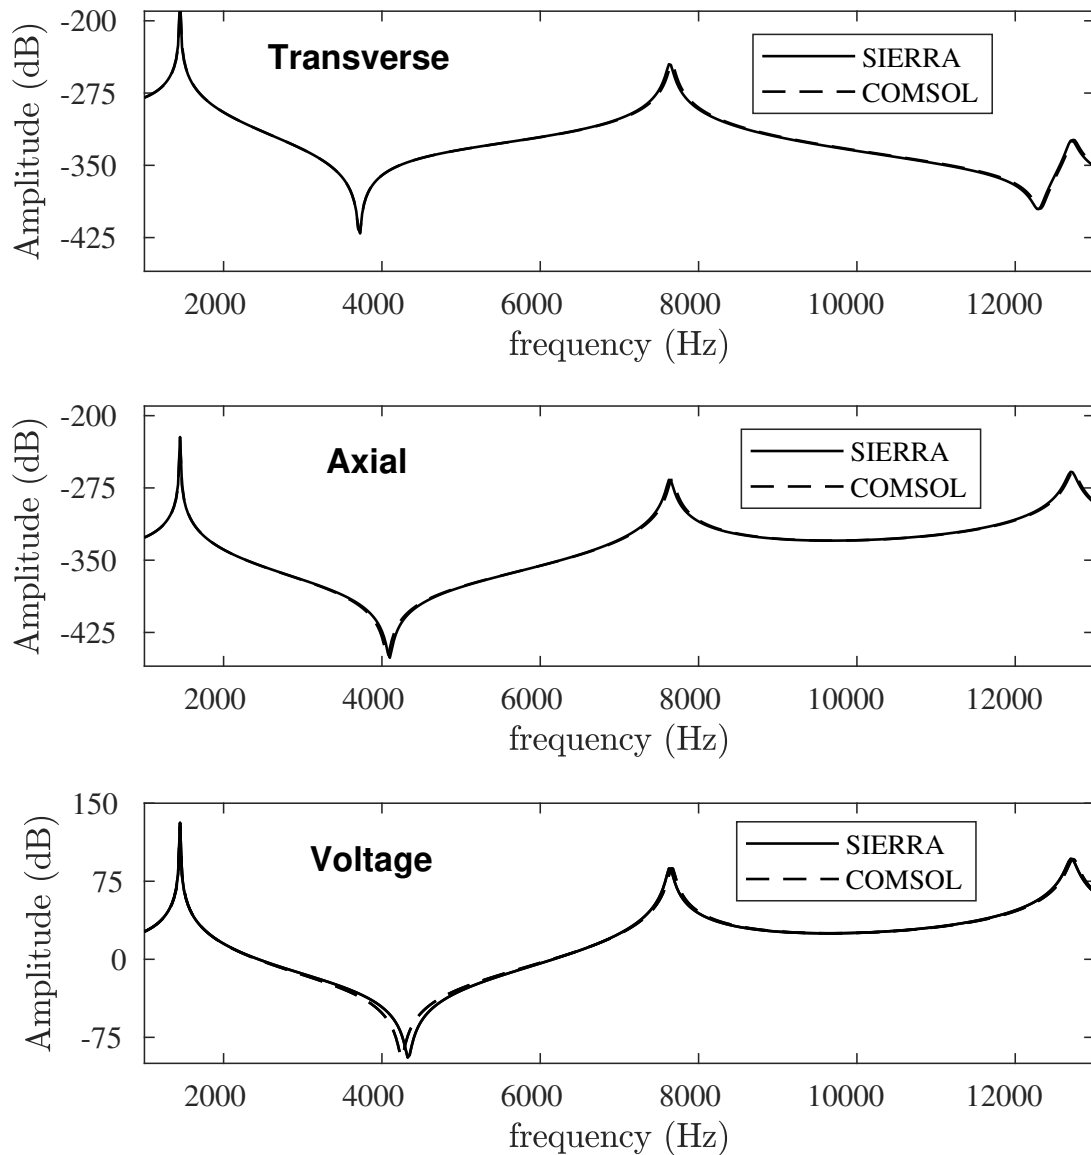 Amplitude (dB)
-200
-275
-350
-425
Transverse
SIERRA
COMSOL
2000 4000 6000 8000 10000 12000
frequency (Hz)
Amplitude (dB)
-200
-275
-350
-425
Axial
SIERRA
COMSOL
2000 4000 6000 8000 10000 12000
frequency (Hz)
Amplitude (dB)
150
75
0
-75
Voltage
SIERRA
COMSOL
2000 4000 6000 8000 10000 12000
frequency (Hz)